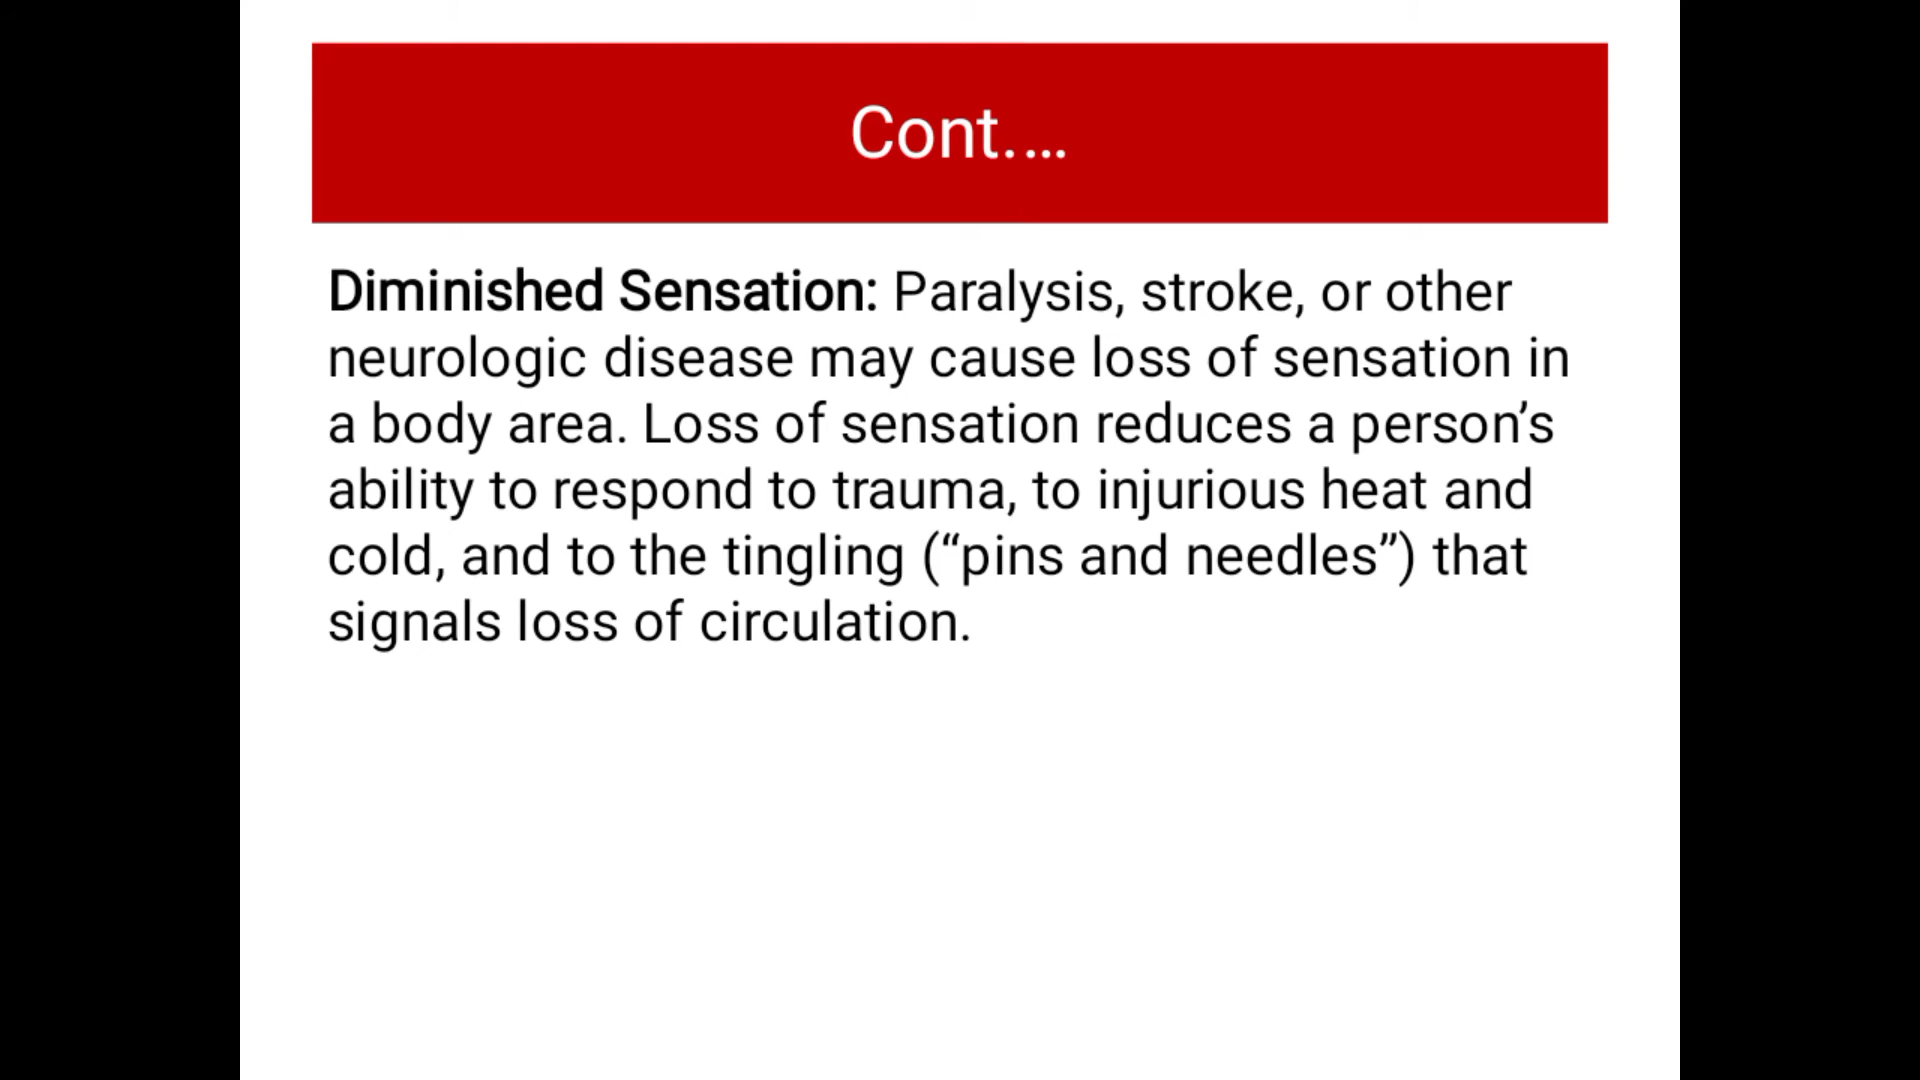 Cont.…
Diminished Sensation: Paralysis, stroke, or other
neurologic disease may cause loss of sensation in
a body area. Loss of sensation reduces a person’s
ability to respond to trauma, to injurious heat and
cold, and to the tingling (“pins and needles”) that
signals loss of circulation.